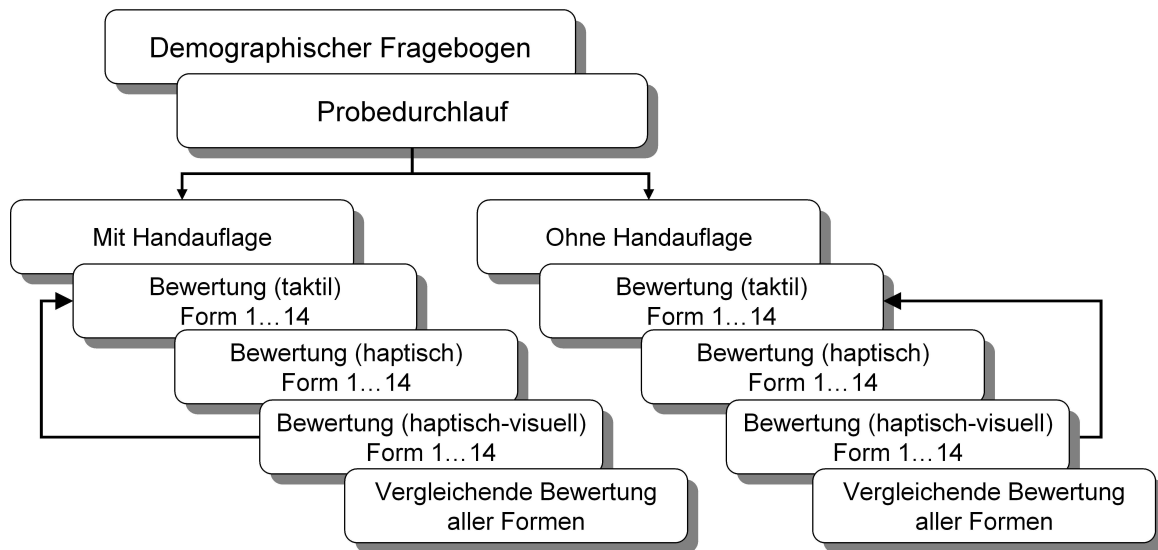 Demographischer Fragebogen
Probedurchlauf
Mit Handauflage
Bewertung (taktil)
Form 1…14
Bewertung (haptisch)
Form 1…14
Bewertung (haptisch-visuell)
Form 1…14
Vergleichende Bewertung
aller Formen
Ohne Handauflage
Bewertung (taktil)
Form 1…14
Bewertung (haptisch)
Form 1…14
Bewertung (haptisch-visuell)
Form 1…14
Vergleichende Bewertung
aller Formen